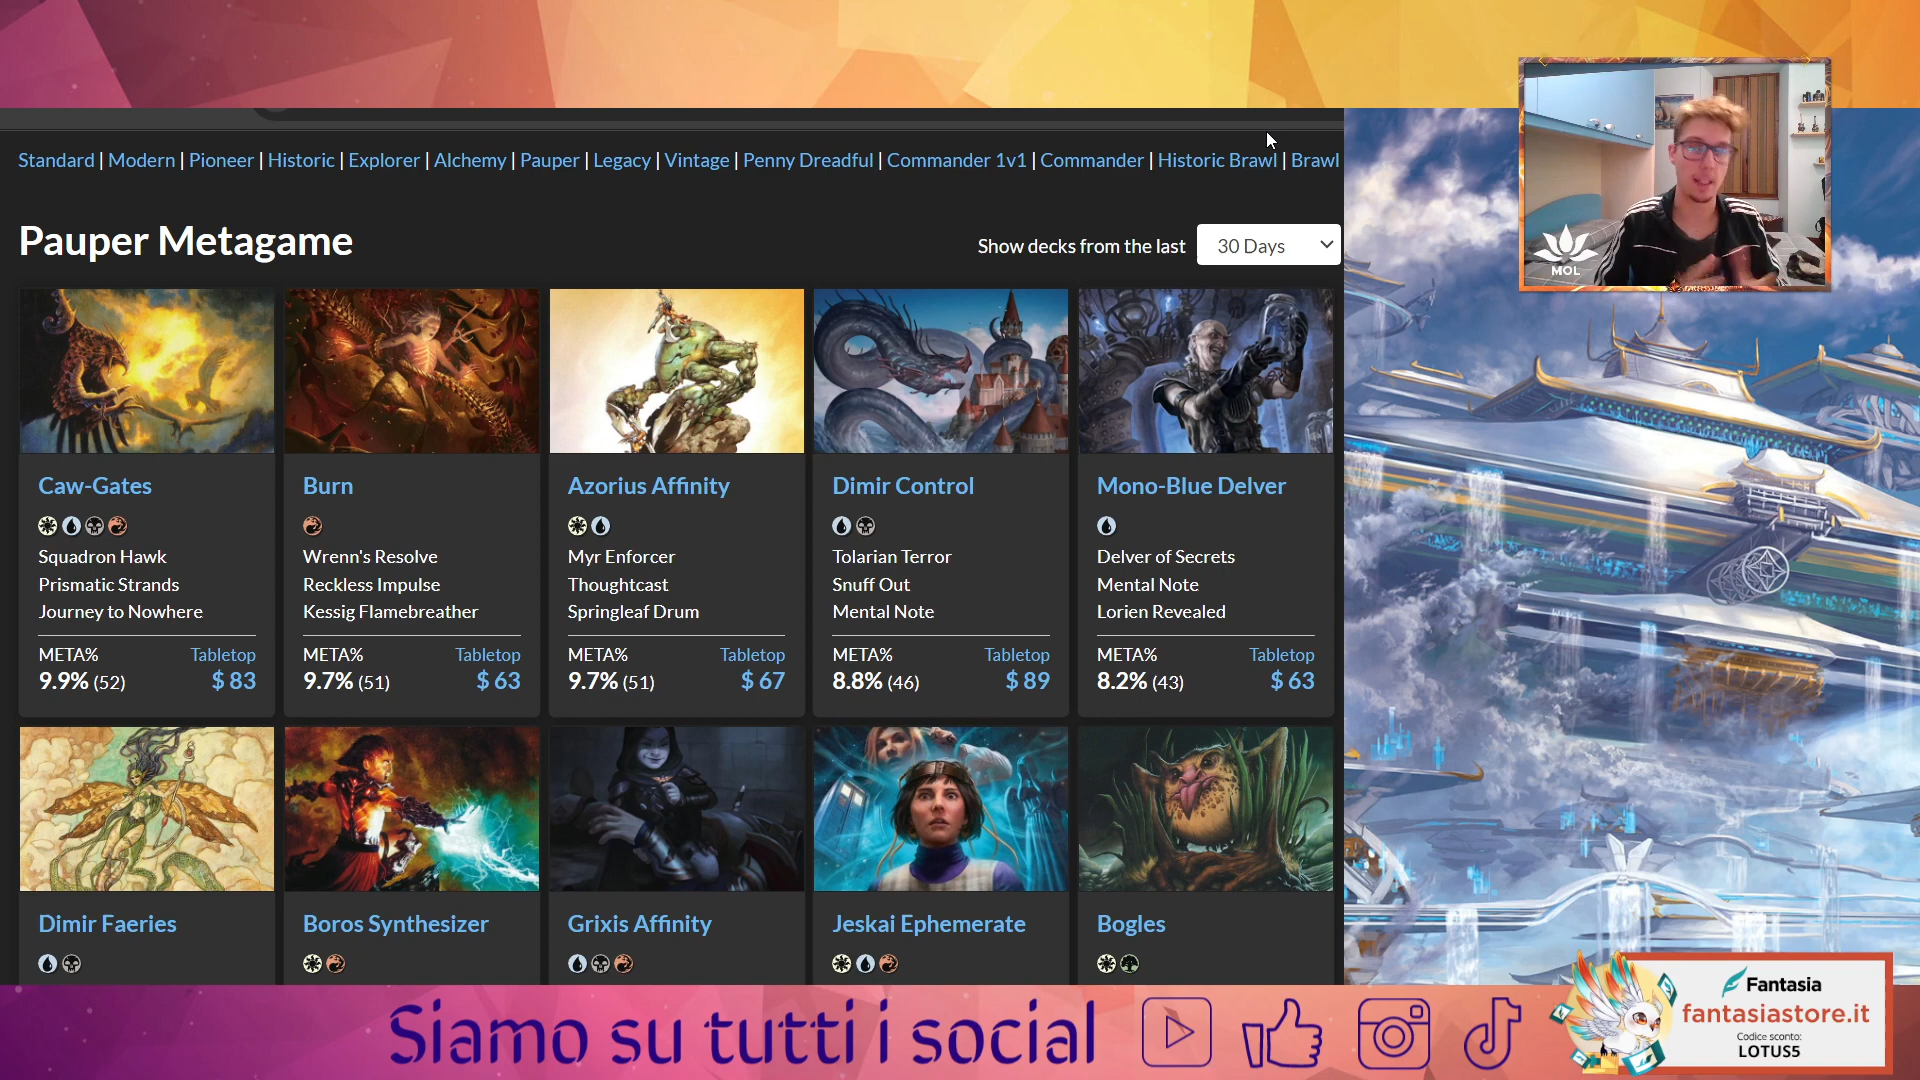 Standard | Modern | Pioneer | Historic | Explorer | Alchemy | Pauper | Legacy | Vintage | Penny Dreadful | Commander 1v1 | Commander | Historic Brawl | Brawl
Pauper Metagame
Show decks from the last 30 Days
Caw-Gates
Squadron Hawk
Prismatic Strands
Journey to Nowhere
META% Tabletop
9.9% (52) $ 83
Burn
Wrenn's Resolve
Reckless Impulse
Kessig Flamebreather
META% Tabletop
9.7% (51) $ 63
Azorius Affinity
Myr Enforcer
Thoughtcast
Springleaf Drum
META% Tabletop
9.7% (51) $ 67
Dimir Control
Tolarian Terror
Snuff Out
Mental Note
META% Tabletop
8.8% (46) $ 89
Mono-Blue Delver
Delver of Secrets
Mental Note
Lorien Revealed
META% Tabletop
8.2% (43) $ 63
Dimir Faeries
Boros Synthesizer
Grixis Affinity
Jeskai Ephemerate
Bogles
MOL
Siamo su tutti i social
Fantasia
fantasiastore.it
Codice sconto:
LOTUS5